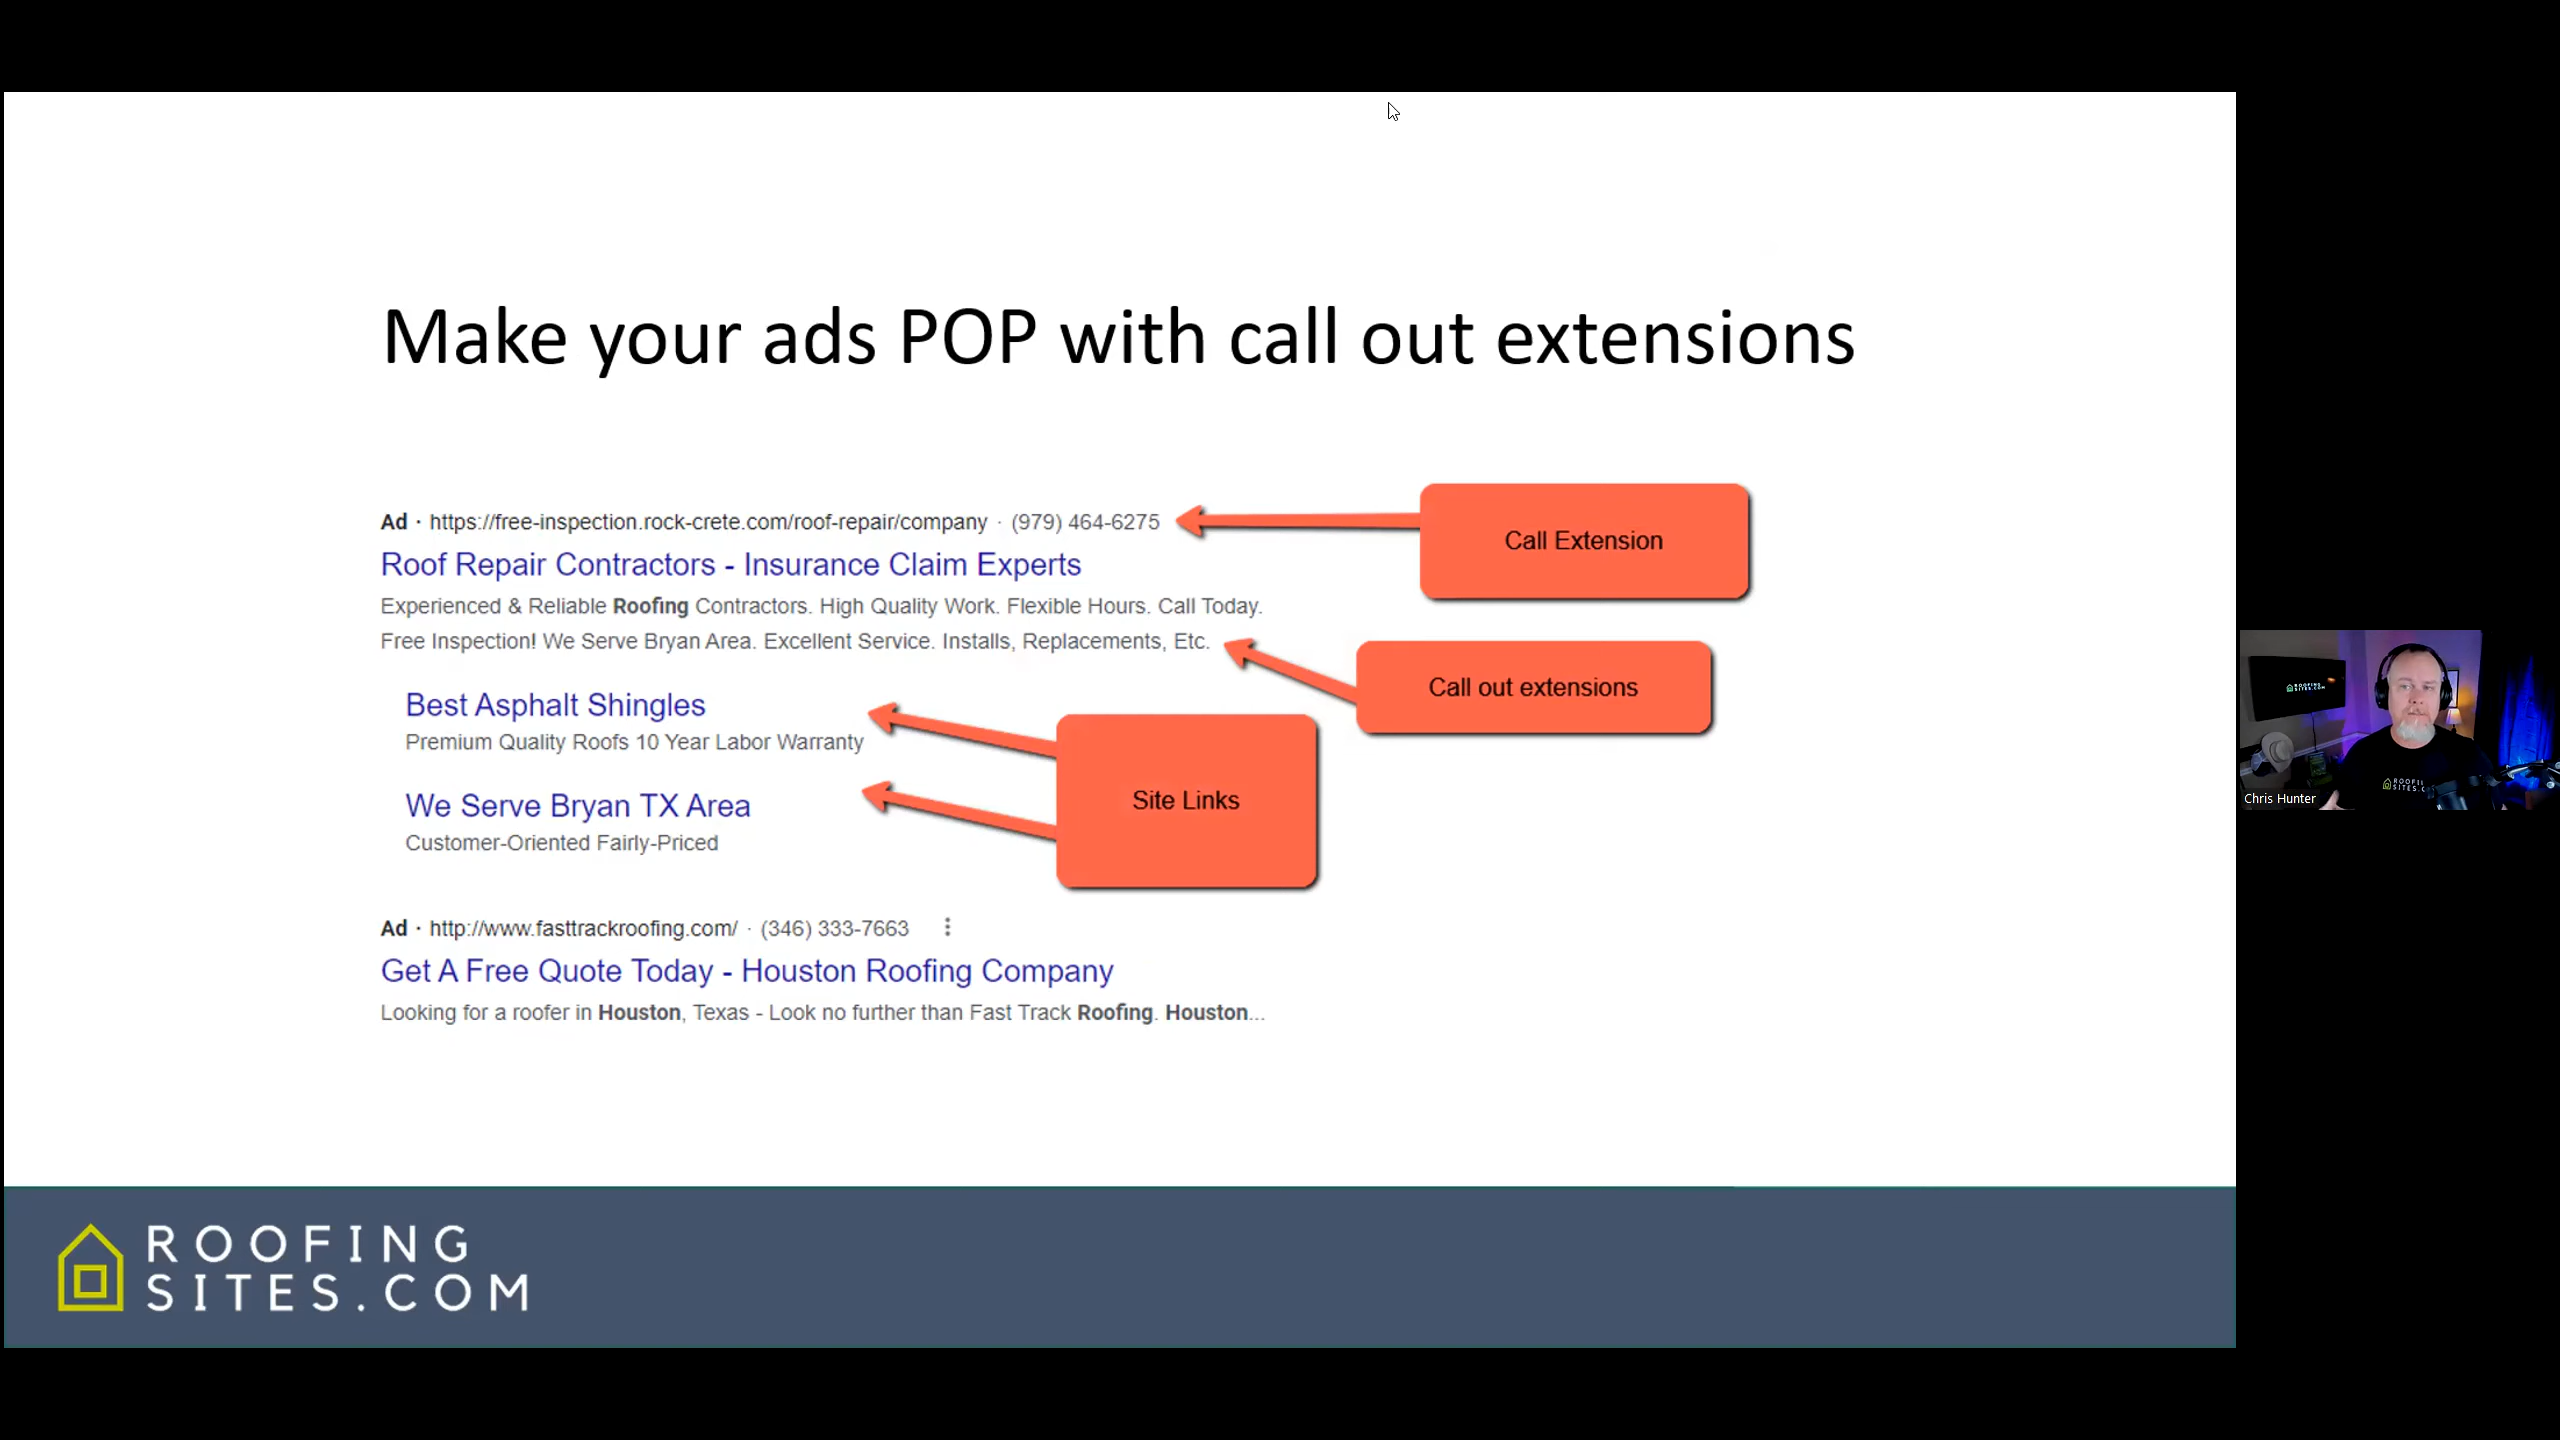 Make your ads POP with call out extensions
Ad · https://free-inspection.rock-crete.com/roof-repair/company · (979) 464-6275
Call Extension
Roof Repair Contractors - Insurance Claim Experts
Experienced & Reliable Roofing Contractors. High Quality Work. Flexible Hours. Call Today.
Free Inspection! We Serve Bryan Area. Excellent Service. Installs, Replacements, Etc.
Call out extensions
Best Asphalt Shingles
Premium Quality Roofs 10 Year Labor Warranty
Site Links
We Serve Bryan TX Area
Customer-Oriented Fairly-Priced
Ad · http://www.fasttrackroofing.com/ · (346) 333-7663
Get A Free Quote Today - Houston Roofing Company
Looking for a roofer in Houston, Texas - Look no further than Fast Track Roofing. Houston...
ROOFING
SITES.COM
ROOFING
SITES.COM
Chris Hunter